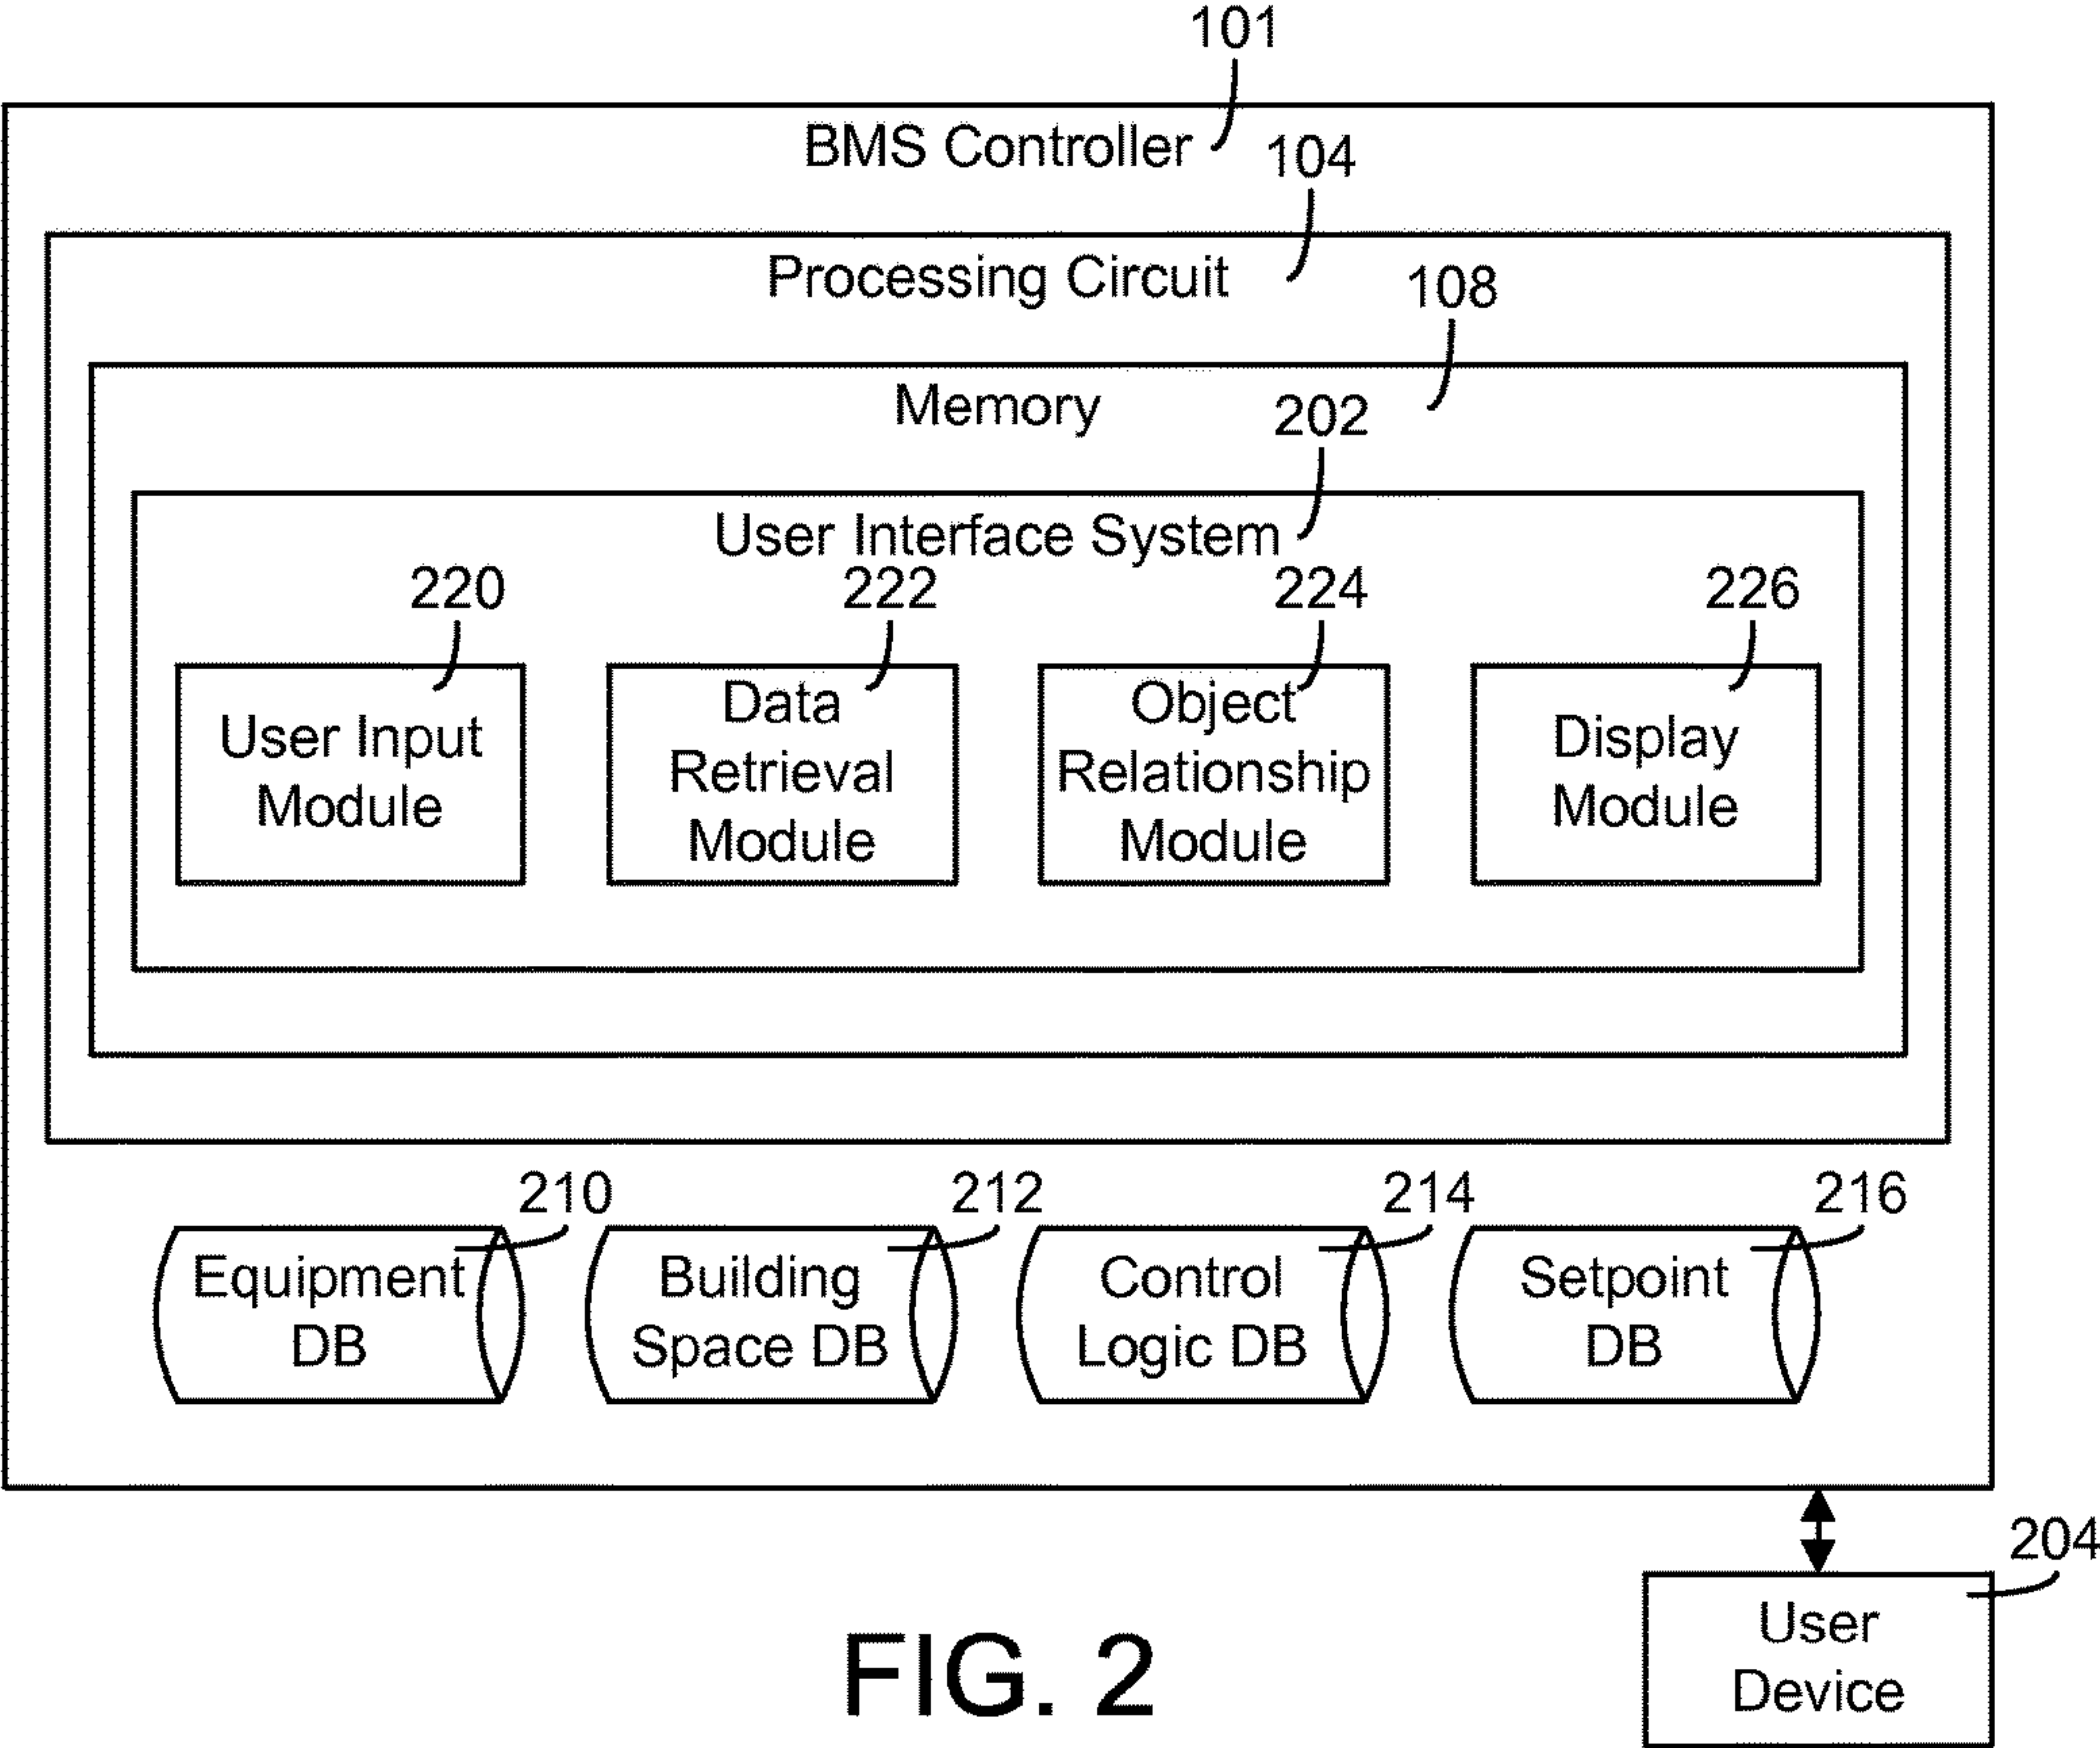 101
BMS Controller
104
Processing Circuit
108
Memory
202
User Interface System
220
222
224
226
User Input
Module
Data
Retrieval
Module
Object
Relationship
Module
Display
Module
210
212
214
216
Equipment
DB
Building
Space DB
Control
Logic DB
Setpoint
DB
204
User
Device
FIG. 2